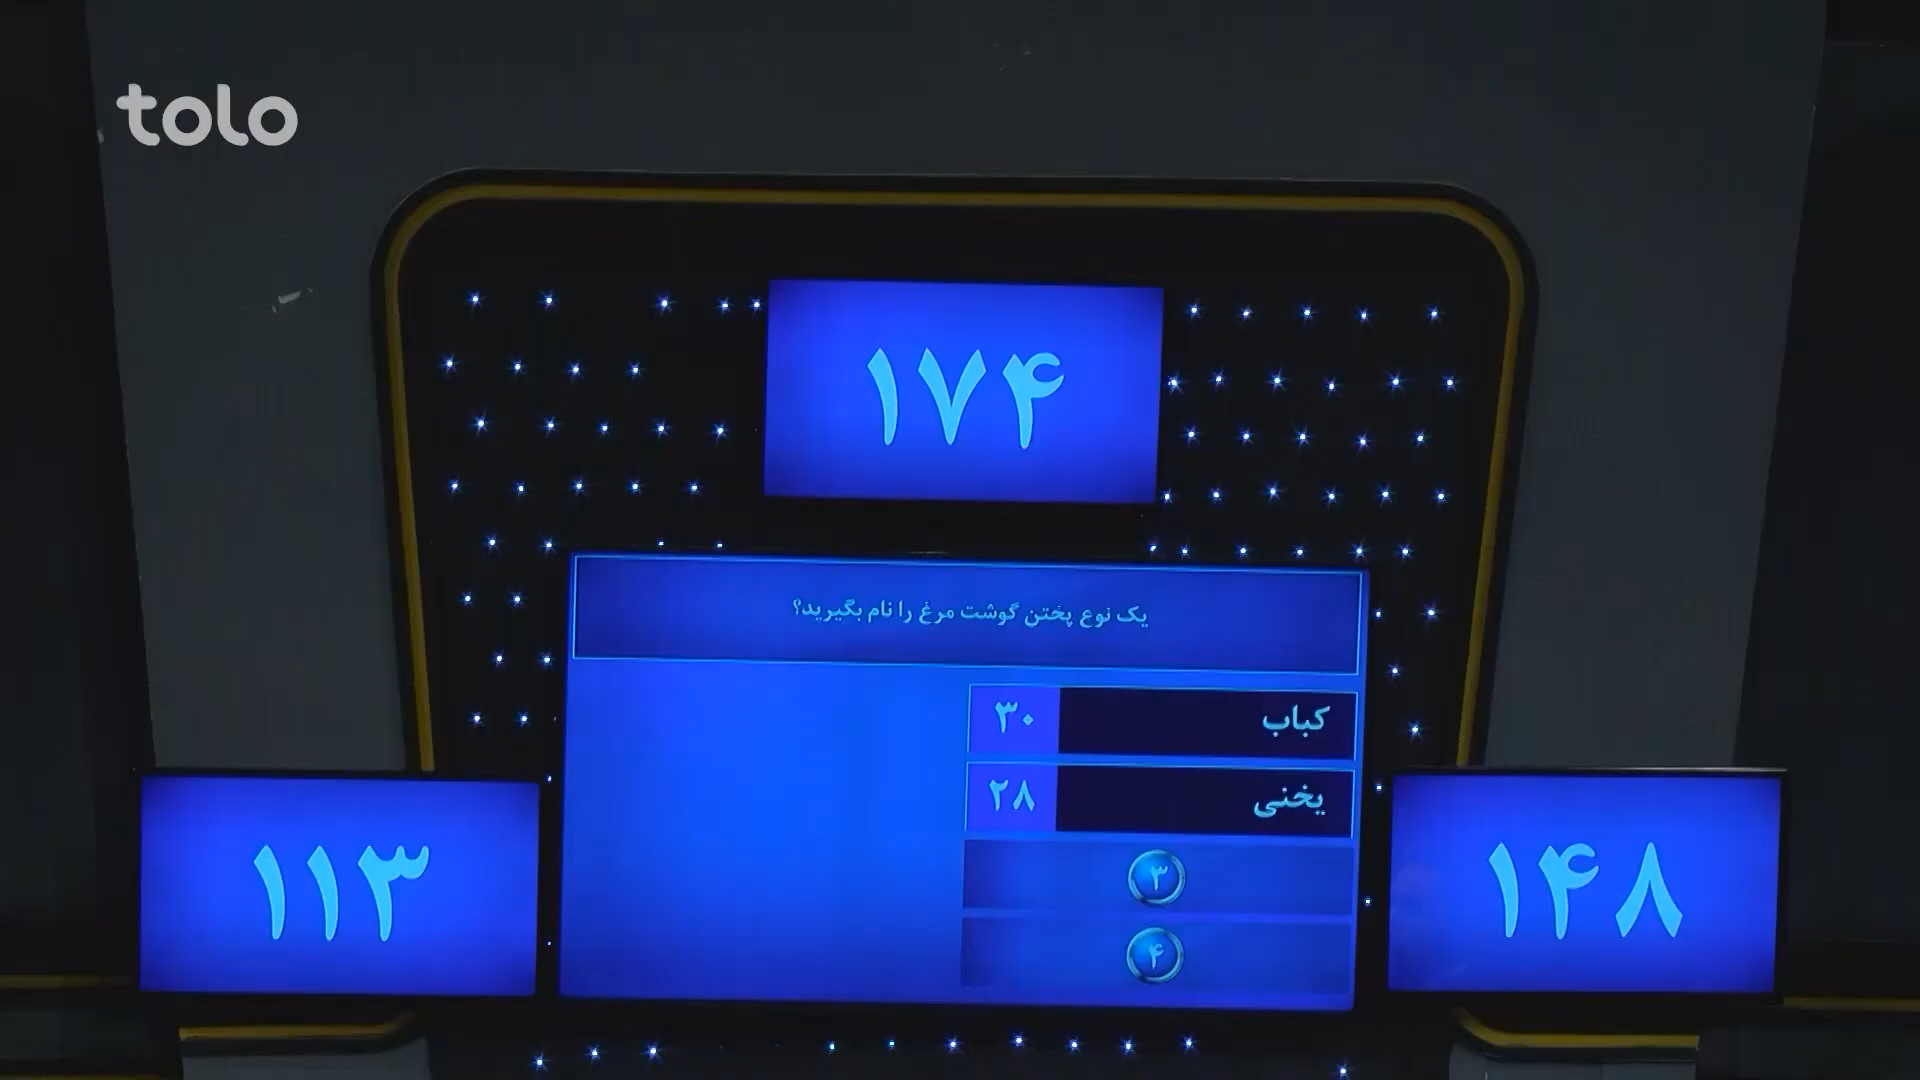 tolo
۱۷۴
یک نوع پختن گوشت مرغ را نام بگیرید؟
کباب ۳۰
یخنی ۲۸
۳
۴
۱۱۳
۱۴۸